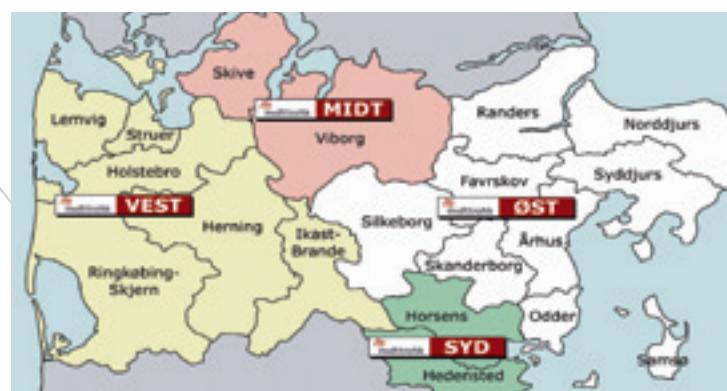 Skive
MIDT
Randers
Lemvig
Struer
Viborg
Norddjurs
Holstebro
Favrskov
Syddjurs
VEST
ØST
Herning
Silkeborg
Ikast-
Brande
Århus
Ringkøbing-
Skjern
Skanderborg
Horsens
Odder
SYD
Samsø
Hedensted